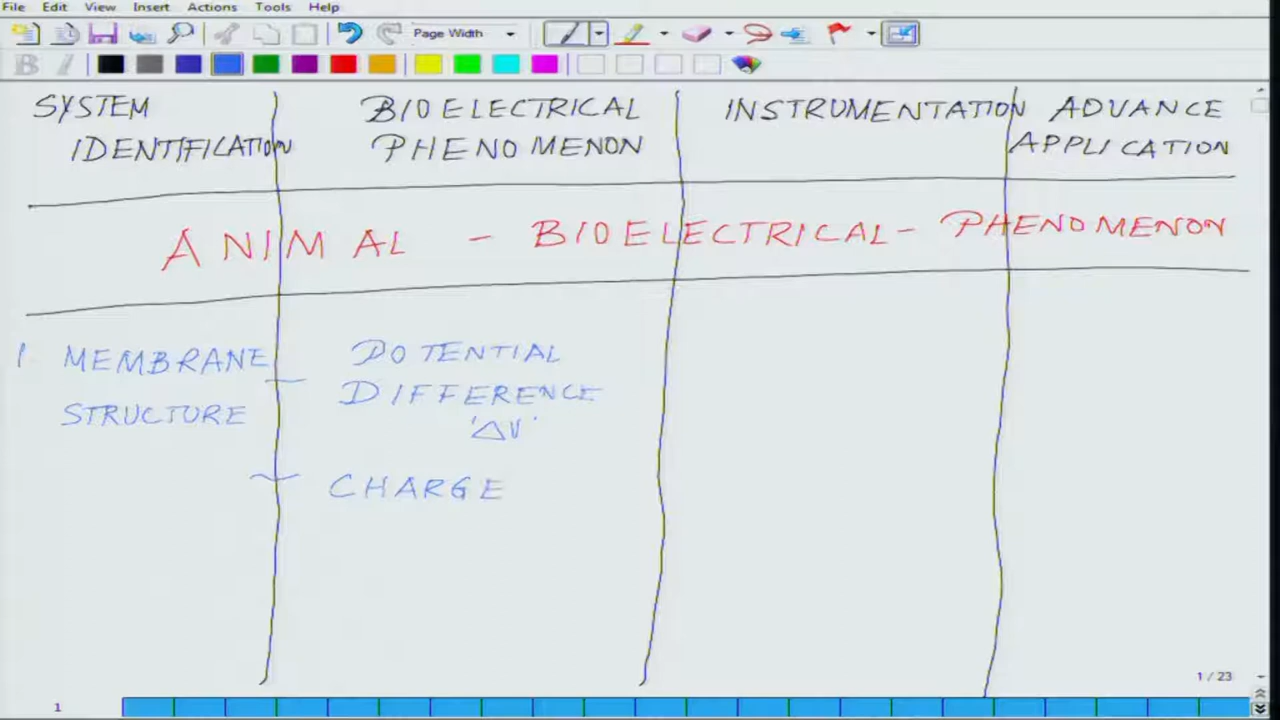 File Edit View Insert Actions Tools Help
Page Width
SYSTEM IDENTIFICATION
BIOELECTRICAL PHENOMENON
INSTRUMENTATION
ADVANCE APPLICATION
ANIMAL - BIOELECTRICAL - PHENOMENON
1 MEMBRANE
STRUCTURE
POTENTIAL
DIFFERENCE
'ΔV'
CHARGE
1 / 23
1